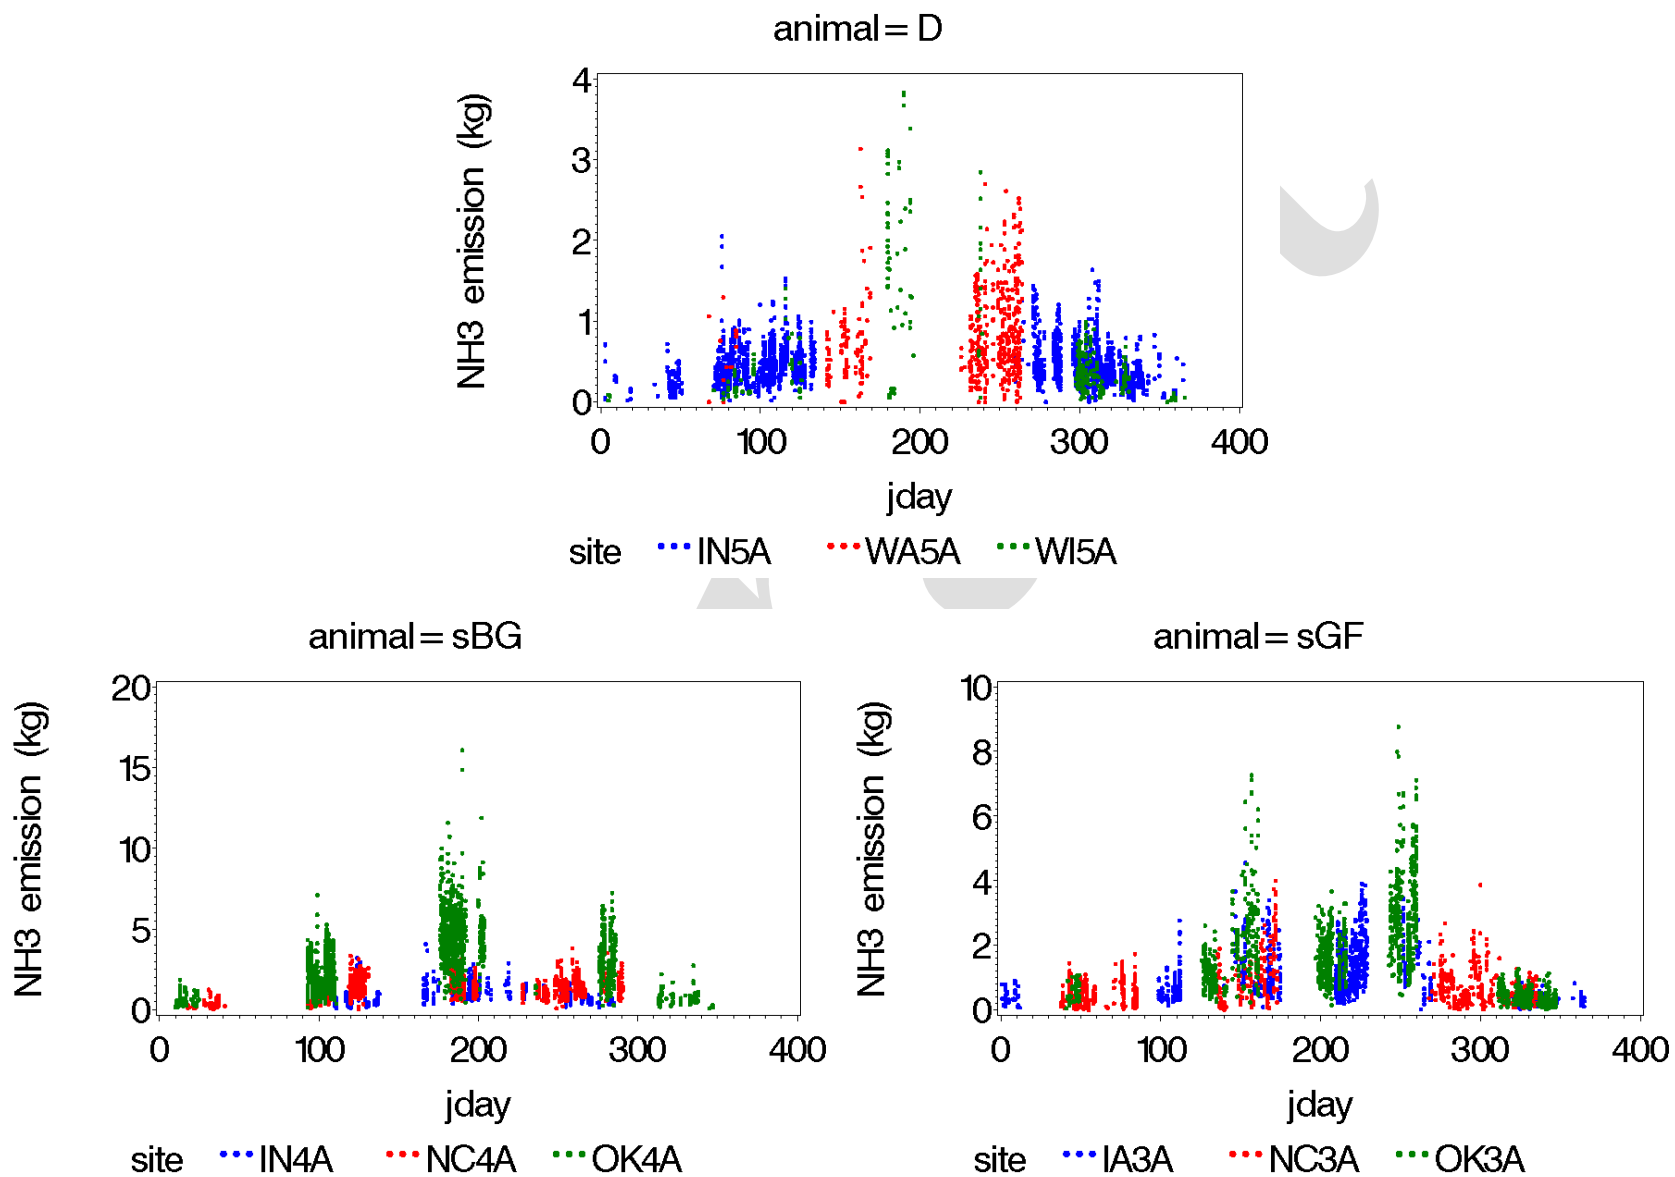 animal= D
NH3 emission (kg)
4
3
2
1
0
0 100 200 300 400
jday
site IN5A WA5A WI5A
animal= sBG
NH3 emission (kg)
20
15
10
5
0
0 100 200 300 400
jday
site IN4A NC4A OK4A
animal= sGF
NH3 emission (kg)
10
8
6
4
2
0
0 100 200 300 400
jday
site IA3A NC3A OK3A